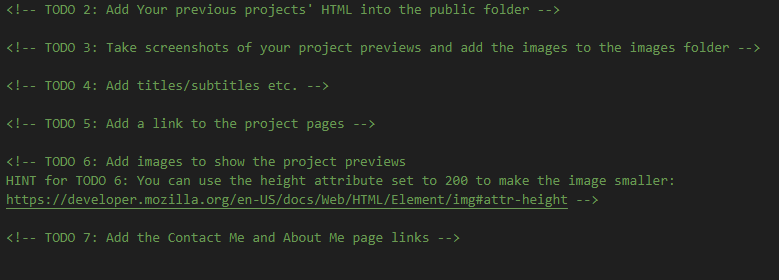 <!-- TODO 2: Add Your previous projects' HTML into the public folder -->
<!-- TODO 3: Take screenshots of your project previews and add the images to the images folder -->
<!-- TODO 4: Add titles/subtitles etc. -->
<!-- TODO 5: Add a link to the project pages -->
<!-- TODO 6: Add images to show the project previews
HINT for TODO 6: You can use the height attribute set to 200 to make the image smaller:
https://developer.mozilla.org/en-US/docs/Web/HTML/Element/img#attr-height -->
<!-- TODO 7: Add the Contact Me and About Me page links -->